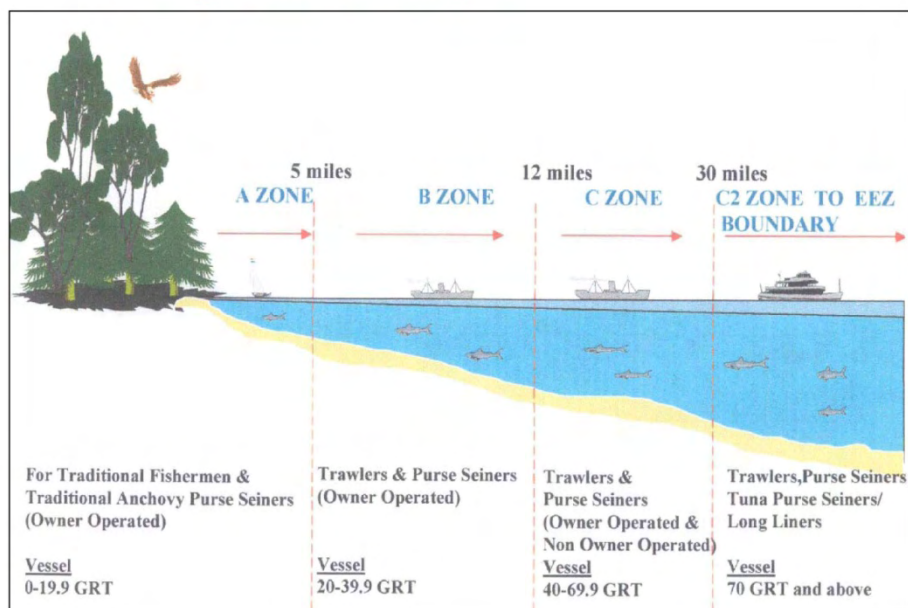 5 miles
12 miles
30 miles
A ZONE
B ZONE
C ZONE
C2 ZONE TO EEZ
BOUNDARY
For Traditional Fishermen &
Traditional Anchovy Purse Seiners
(Owner Operated)
Vessel
0-19.9 GRT
Trawlers & Purse Seiners
(Owner Operated)
Vessel
20-39.9 GRT
Trawlers &
Purse Seiners
(Owner Operated &
Non Owner Operated)
Vessel
40-69.9 GRT
Trawlers,Purse Seiners
Tuna Purse Seiners/
Long Liners
Vessel
70 GRT and above